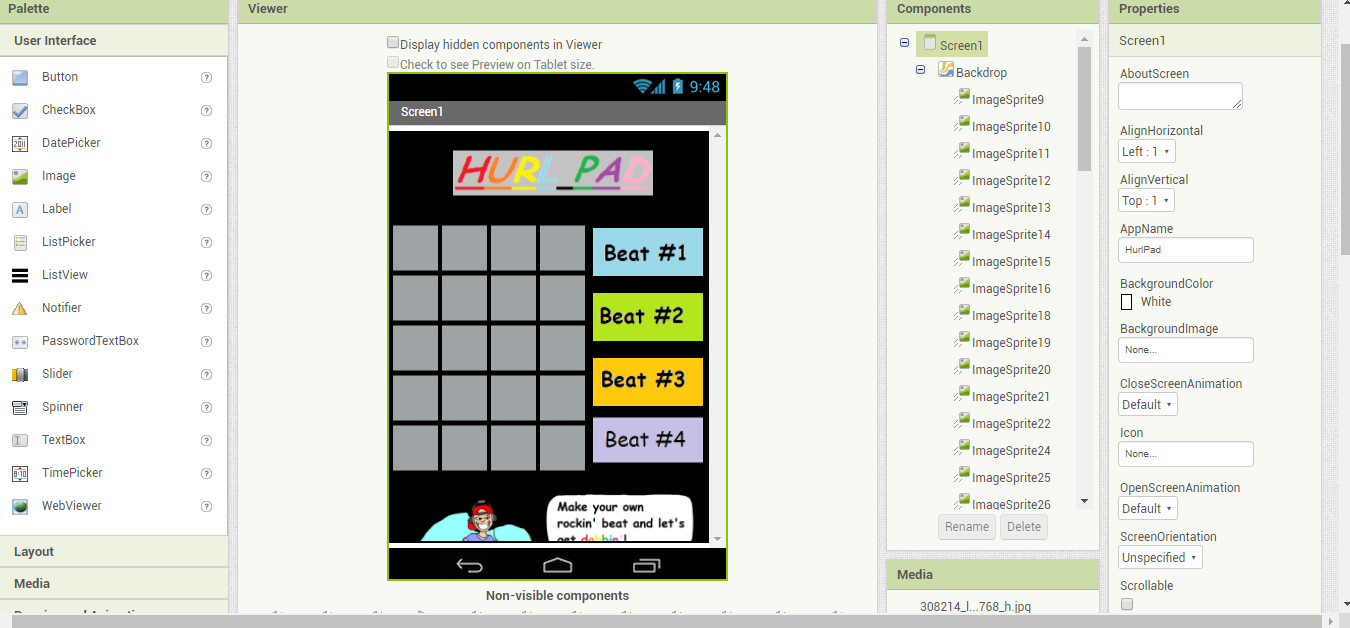 Palette
User Interface
Button
CheckBox
DatePicker
Image
Label
ListPicker
ListView
Notifier
PasswordTextBox
Slider
Spinner
TextBox
TimePicker
WebViewer
Layout
Media
Viewer
Display hidden components in Viewer
Check to see Preview on Tablet size.
9:48
Screen1
HURL PAD
Beat #1
Beat #2
Beat #3
Beat #4
Make your own
rockin' beat and let's
get dabbin'!
Non-visible components
Components
Screen1
Backdrop
ImageSprite9
ImageSprite10
ImageSprite11
ImageSprite12
ImageSprite13
ImageSprite14
ImageSprite15
ImageSprite16
ImageSprite18
ImageSprite19
ImageSprite20
ImageSprite21
ImageSprite22
ImageSprite24
ImageSprite25
ImageSprite26
Rename Delete
Media
308214_l...768_h.jpg
Properties
Screen1
AboutScreen
AlignHorizontal
Left : 1
AlignVertical
Top : 1
AppName
HurlPad
BackgroundColor
White
BackgroundImage
None...
CloseScreenAnimation
Default
Icon
None...
OpenScreenAnimation
Default
ScreenOrientation
Unspecified
Scrollable